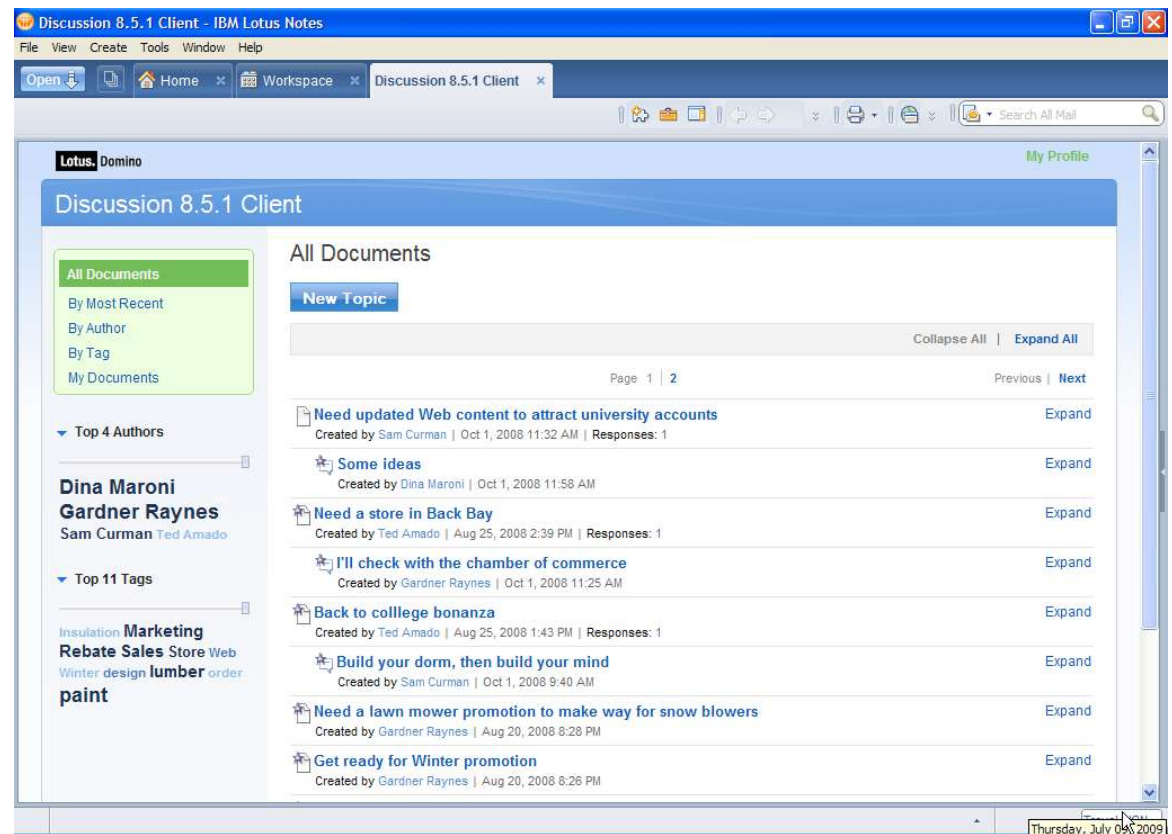 Discussion 8.5.1 Client - IBM Lotus Notes
File View Create Tools Window Help
Open Home Workspace Discussion 8.5.1 Client
Search All Mail
Lotus. Domino My Profile
Discussion 8.5.1 Client
All Documents
By Most Recent
By Author
By Tag
My Documents
Top 4 Authors
Dina Maroni
Gardner Raynes
Sam Curman Ted Amado
Top 11 Tags
Insulation Marketing
Rebate Sales Store Web
Winter design lumber order
paint
All Documents
New Topic
Collapse All | Expand All
Page 1 | 2 Previous | Next
Need updated Web content to attract university accounts Expand
Created by Sam Curman | Oct 1, 2008 11:32 AM | Responses: 1
Some ideas Expand
Created by Dina Maroni | Oct 1, 2008 11:58 AM
Need a store in Back Bay Expand
Created by Ted Amado | Aug 25, 2008 2:39 PM | Responses: 1
I'll check with the chamber of commerce Expand
Created by Gardner Raynes | Oct 1, 2008 11:25 AM
Back to colllege bonanza Expand
Created by Ted Amado | Aug 25, 2008 1:43 PM | Responses: 1
Build your dorm, then build your mind Expand
Created by Sam Curman | Oct 1, 2008 9:40 AM
Need a lawn mower promotion to make way for snow blowers Expand
Created by Gardner Raynes | Aug 20, 2008 8:28 PM
Get ready for Winter promotion Expand
Created by Gardner Raynes | Aug 20, 2008 8:26 PM
Thursday, July 09, 2009